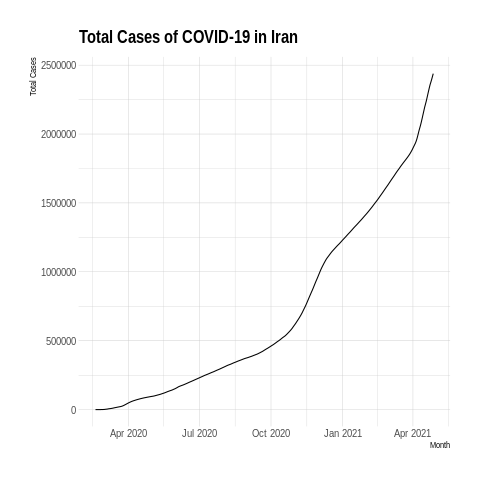 Total Cases of COVID-19 in Iran
Total Cases
2500000
2000000
1500000
1000000
500000
0
Apr 2020 Jul 2020 Oct 2020 Jan 2021 Apr 2021
Month